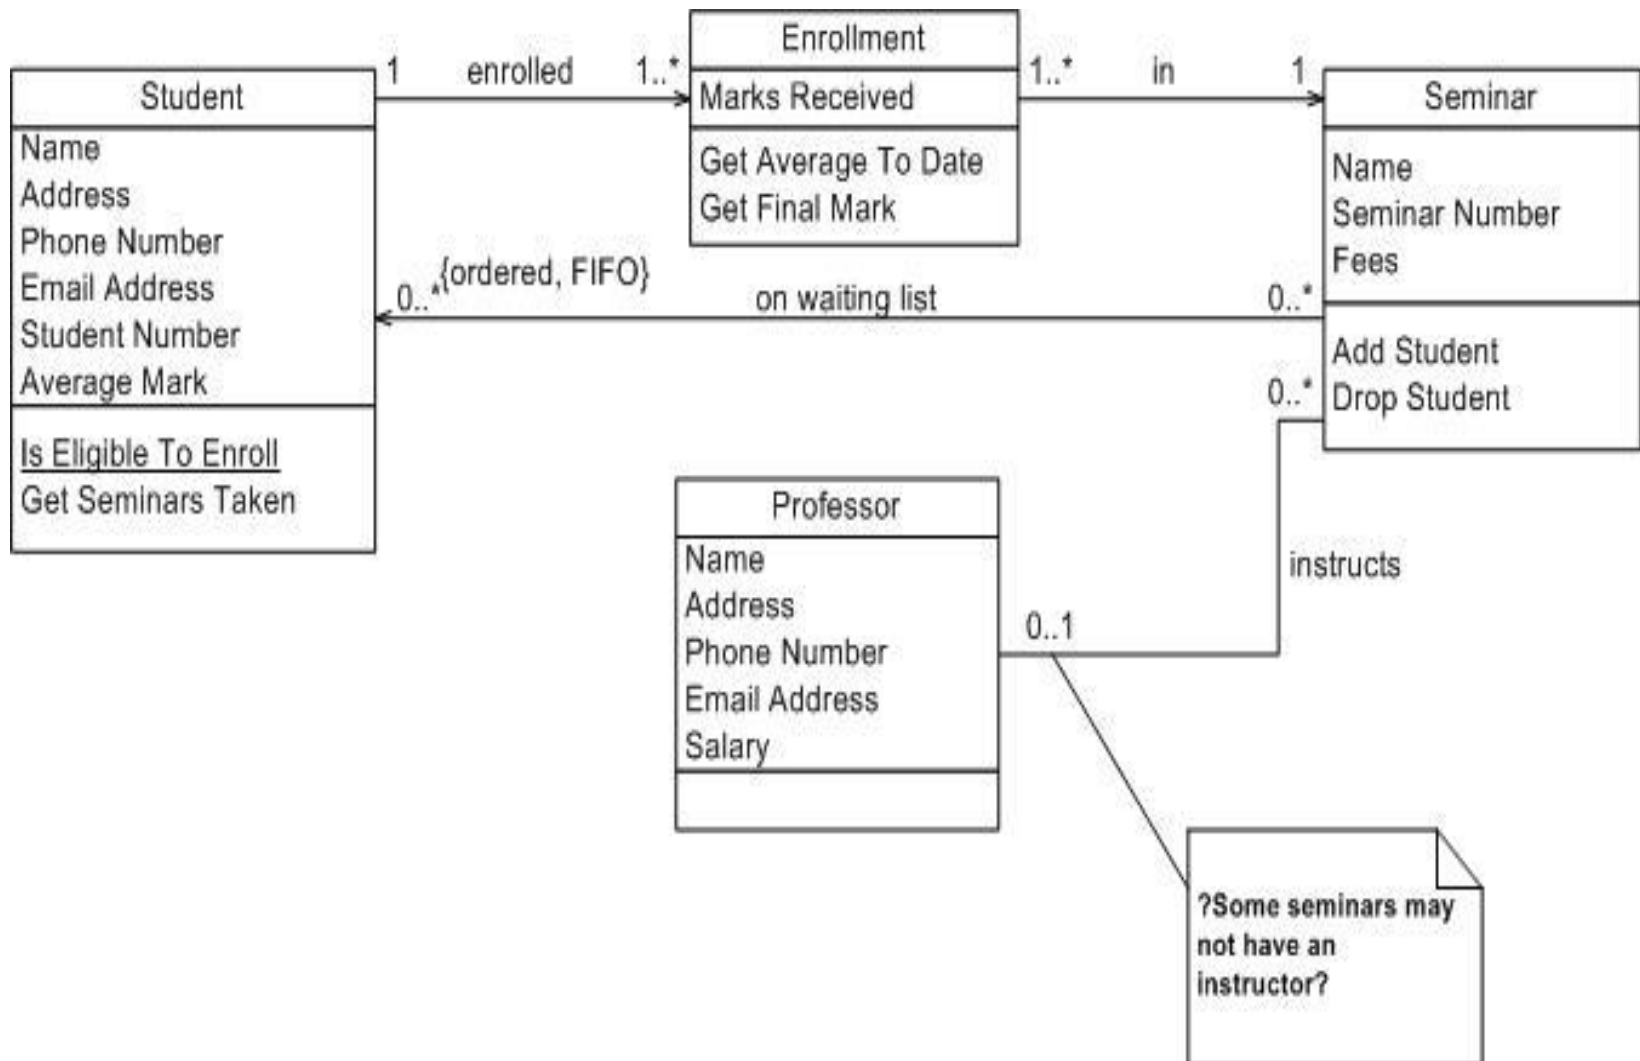 Enrollment
1 enrolled 1..*
1..* in 1
Student
Marks Received
Seminar
Name
Address
Phone Number
Email Address
Student Number
Average Mark
Get Average To Date
Get Final Mark
Name
Seminar Number
Fees
{ordered, FIFO}
0..* on waiting list 0..*
Add Student
Drop Student
0..*
Is Eligible To Enroll
Get Seminars Taken
Professor
Name
Address
Phone Number
Email Address
Salary
instructs
0..1
?Some seminars may
not have an
instructor?